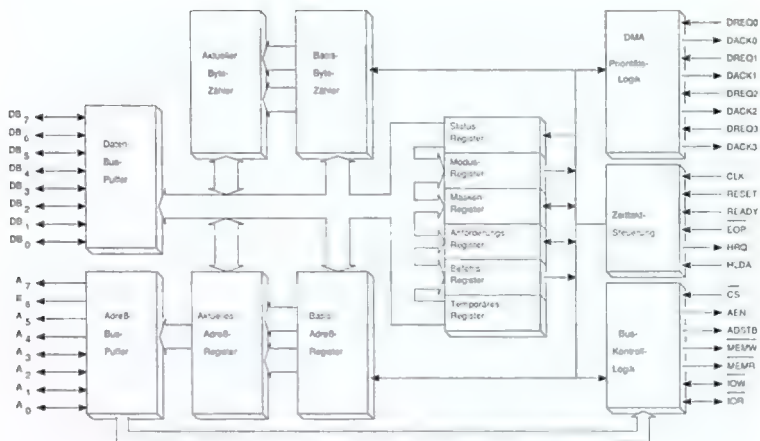 Aktueller
Byte-
Zähler
Basis-
Byte-
Zähler
DMA
Prioritäts-
Logik
DREQ0
DACK0
DREQ1
DACK1
DREQ2
DACK2
DREQ3
DACK3
DB7
DB6
DB5
DB4
DB3
DB2
DB1
DB0
Daten
Bus-
Puffer
Status
Register
Modus-
Register
Masken
Register
Anforderungs
Register
Befehls
Register
Temporäres
Register
Zeittakt-
Steuerung
CLK
RESET
READY
EOP
HRQ
HLDA
A7
A5
A4
A3
A2
A1
A0
Adreß-
Bus-
Puffer
Aktuelles
Adreß-
Register
Basis
Adreß-
Register
Bus-
Kontroll-
Logik
CS
AEN
ADSTB
MEMW
MEMR
IOW
IOR